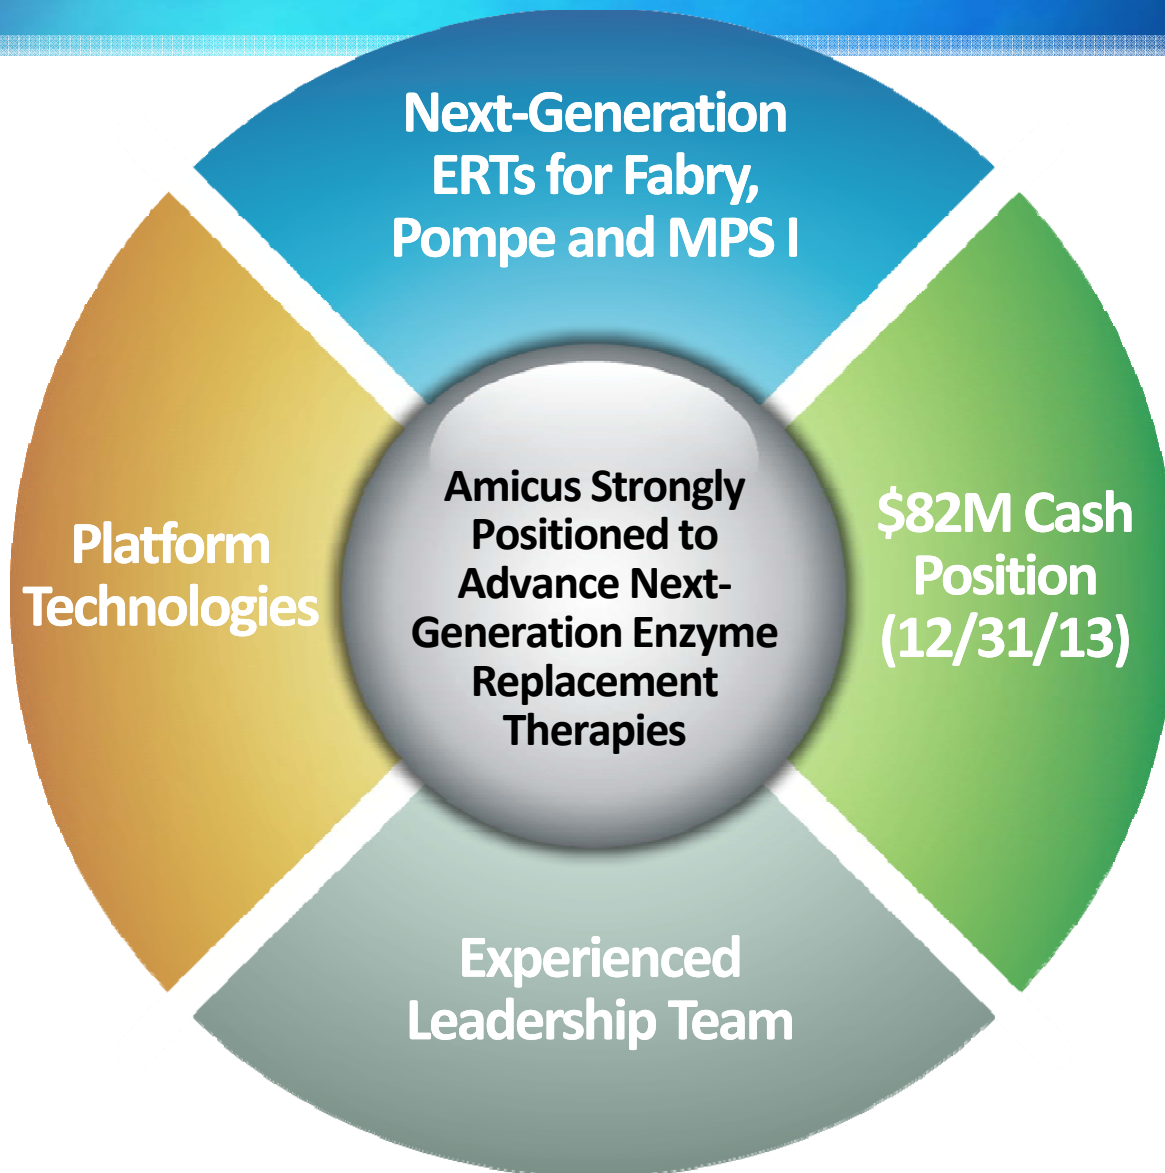 Next-Generation
ERTs for Fabry,
Pompe and MPS I
Platform
Technologies
Amicus Strongly
Positioned to
Advance Next-
Generation Enzyme
Replacement
Therapies
$82M Cash
Position
(12/31/13)
Experienced
Leadership Team